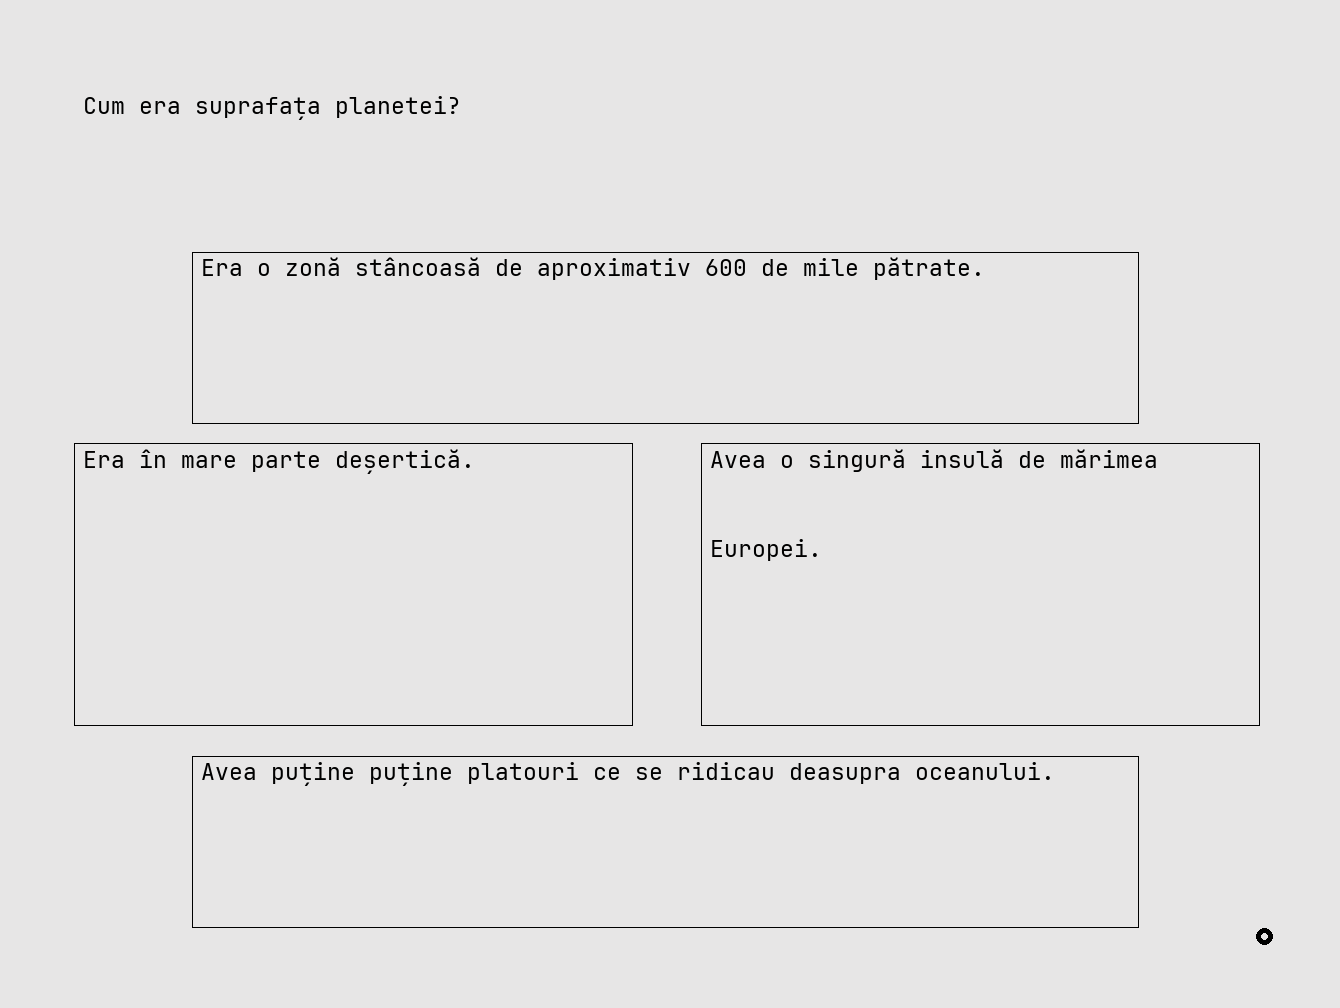 Cum era suprafața planetei?
Era o zonă stâncoasă de aproximativ 600 de mile pătrate.
Era în mare parte deșertică.
Avea o singură insulă de mărimea
Europei.
Avea puține puține platouri ce se ridicau deasupra oceanului.